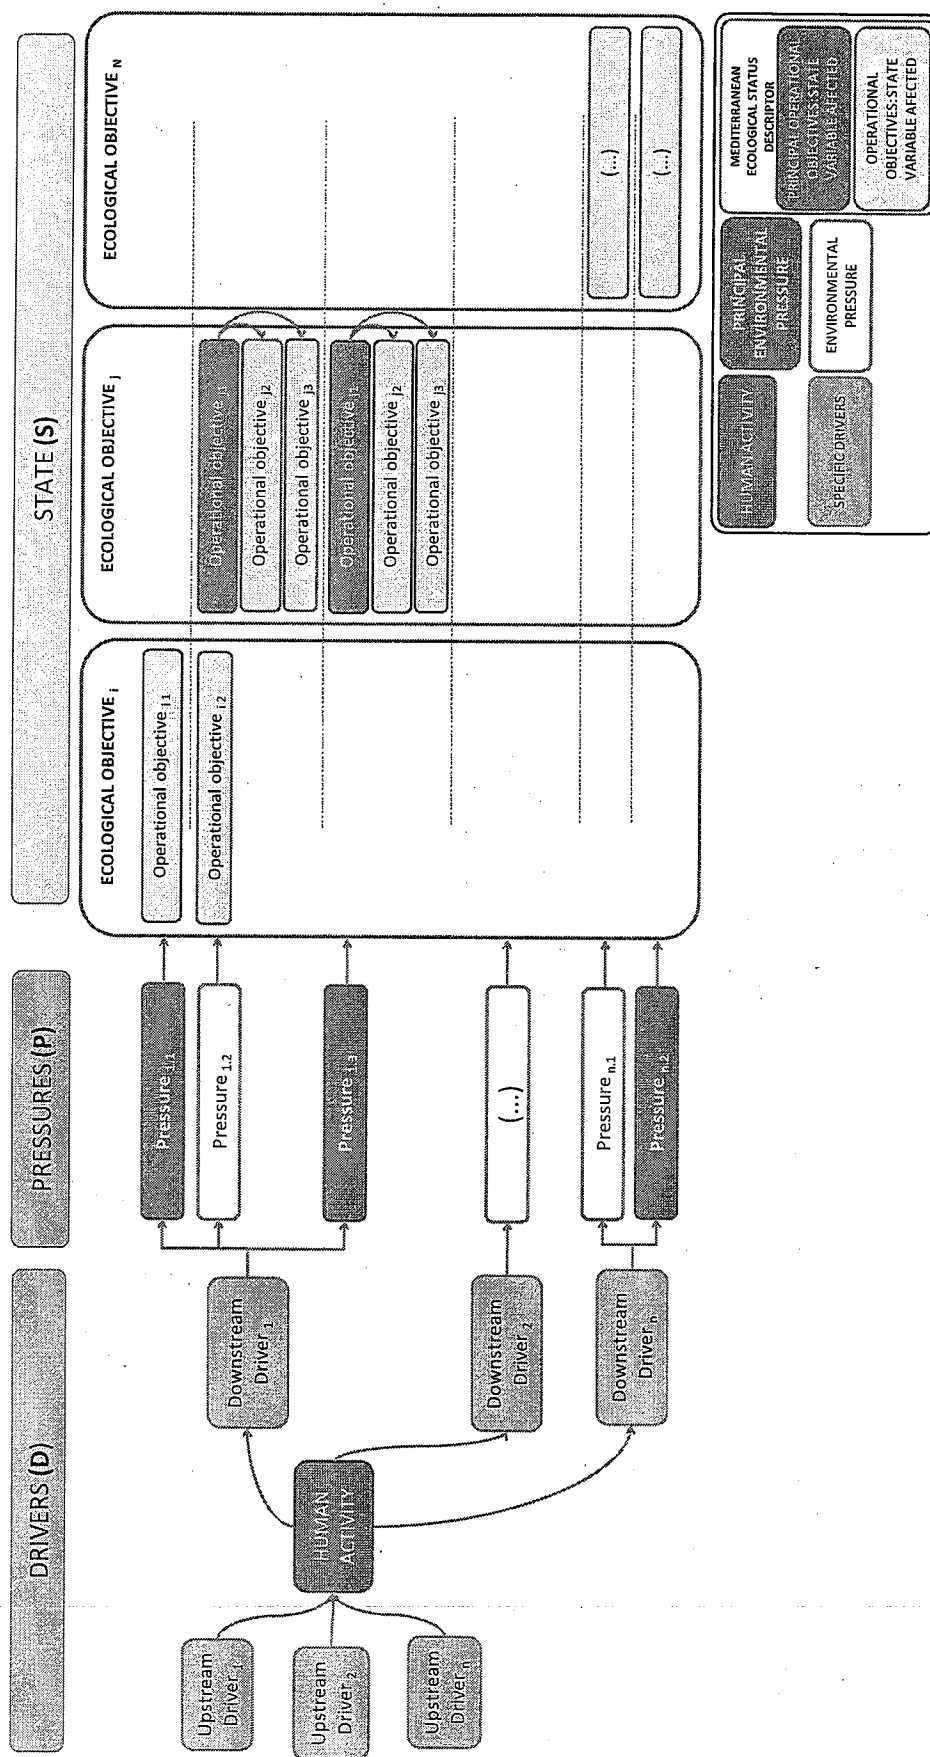 DRIVERS (D)
PRESSURES (P)
STATE (S)
Upstream
Driver 1
Upstream
Driver 2
Upstream
Driver n
HUMAN
ACTIVITY
Downstream
Driver 1
Downstream
Driver 2
Downstream
Driver n
Pressure 1.1
Pressure 1.2
Pressure 1.3
(...)
Pressure n.1
Pressure n.2
ECOLOGICAL OBJECTIVE i
Operational objective i 1
Operational objective i 2
ECOLOGICAL OBJECTIVE j
Operational objective j1
Operational objective j2
Operational objective j3
Operational objective
Operational objective j2
Operational objective j3
ECOLOGICAL OBJECTIVE N
(...)
(...)
HUMAN ACTIVITY
SPECIFIC DRIVERS
PRINCIPAL
ENVIRONMENTAL
PRESSURE
ENVIRONMENTAL
PRESSURE
MEDITERRANEAN
ECOLOGICAL STATUS
DESCRIPTOR
PRINCIPAL OPERATIONAL
OBJECTIVES:STATE
VARIABLE AFFECTED
OPERATIONAL
OBJECTIVES:STATE
VARIABLE AFECTED